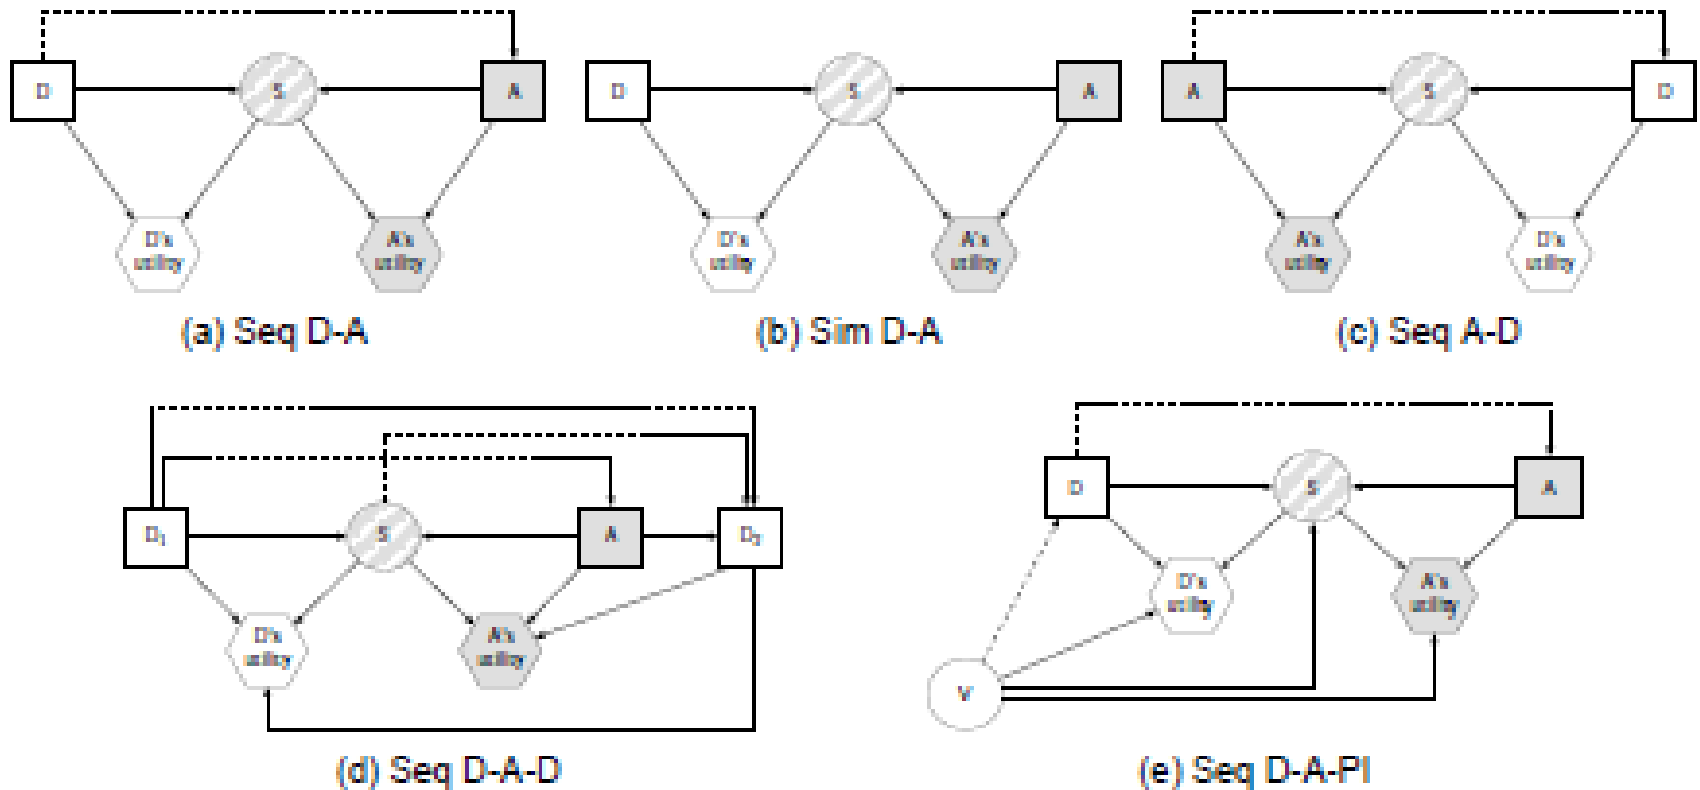 D S A
D's utility
A's utility
(a) Seq D-A
D S A
D's utility
A's utility
(b) Sim D-A
A S D
A's utility
D's utility
(c) Seq A-D
D₁ S A D₂
D's utility
A's utility
(d) Seq D-A-D
D S A
D's utility
A's utility
V
(e) Seq D-A-PI